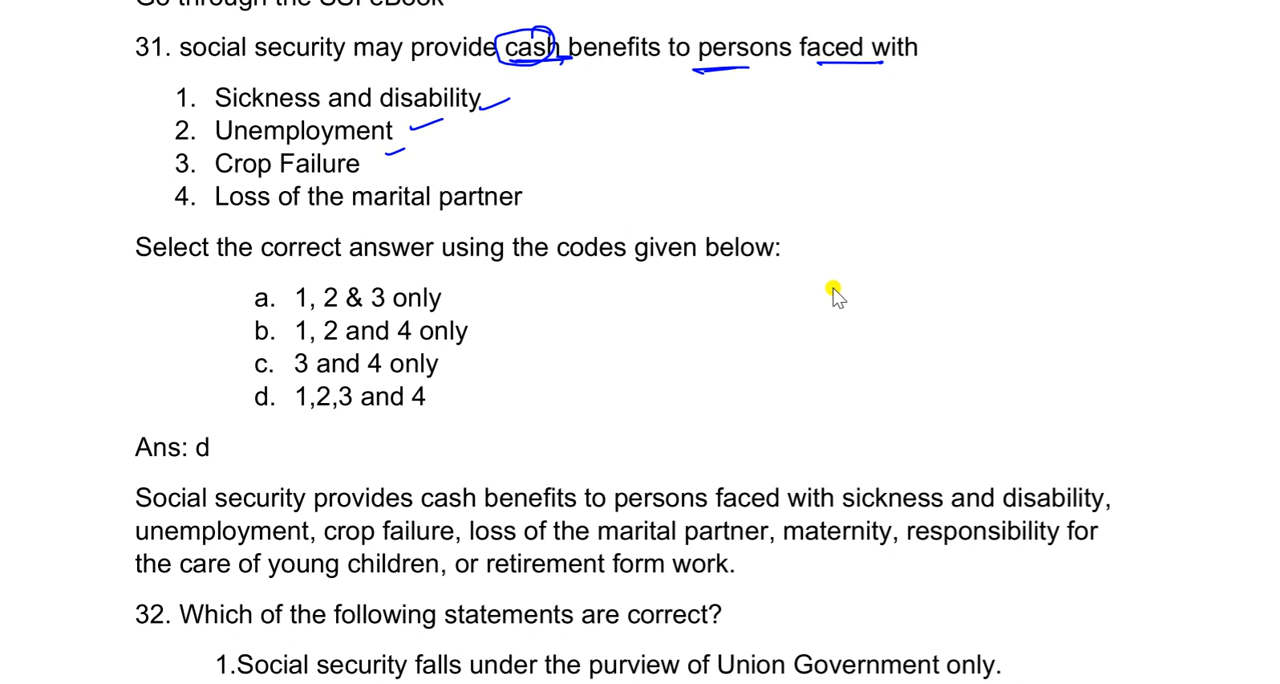 Go through the SSI eBook
31. social security may provide cash benefits to persons faced with
1. Sickness and disability
2. Unemployment
3. Crop Failure
4. Loss of the marital partner
Select the correct answer using the codes given below:
a. 1, 2 & 3 only
b. 1, 2 and 4 only
c. 3 and 4 only
d. 1,2,3 and 4
Ans: d
Social security provides cash benefits to persons faced with sickness and disability,
unemployment, crop failure, loss of the marital partner, maternity, responsibility for
the care of young children, or retirement form work.
32. Which of the following statements are correct?
1.Social security falls under the purview of Union Government only.